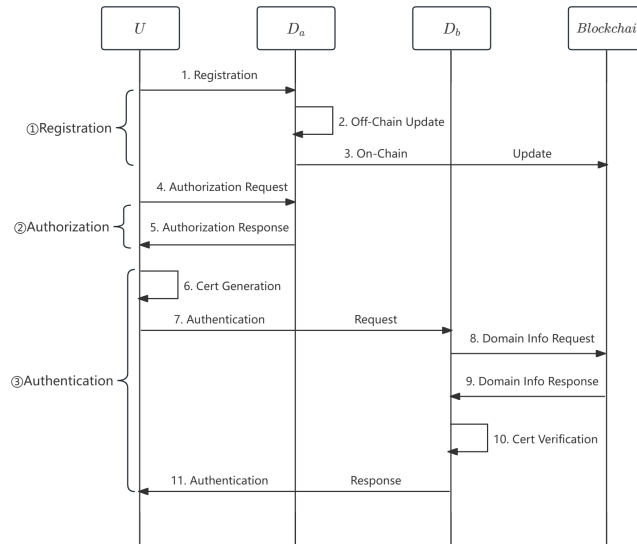 U
D_a
D_b
Blockchai
1. Registration
①Registration
2. Off-Chain Update
3. On-Chain Update
4. Authorization Request
②Authorization
5. Authorization Response
6. Cert Generation
7. Authentication Request
8. Domain Info Request
③Authentication
9. Domain Info Response
10. Cert Verification
11. Authentication Response